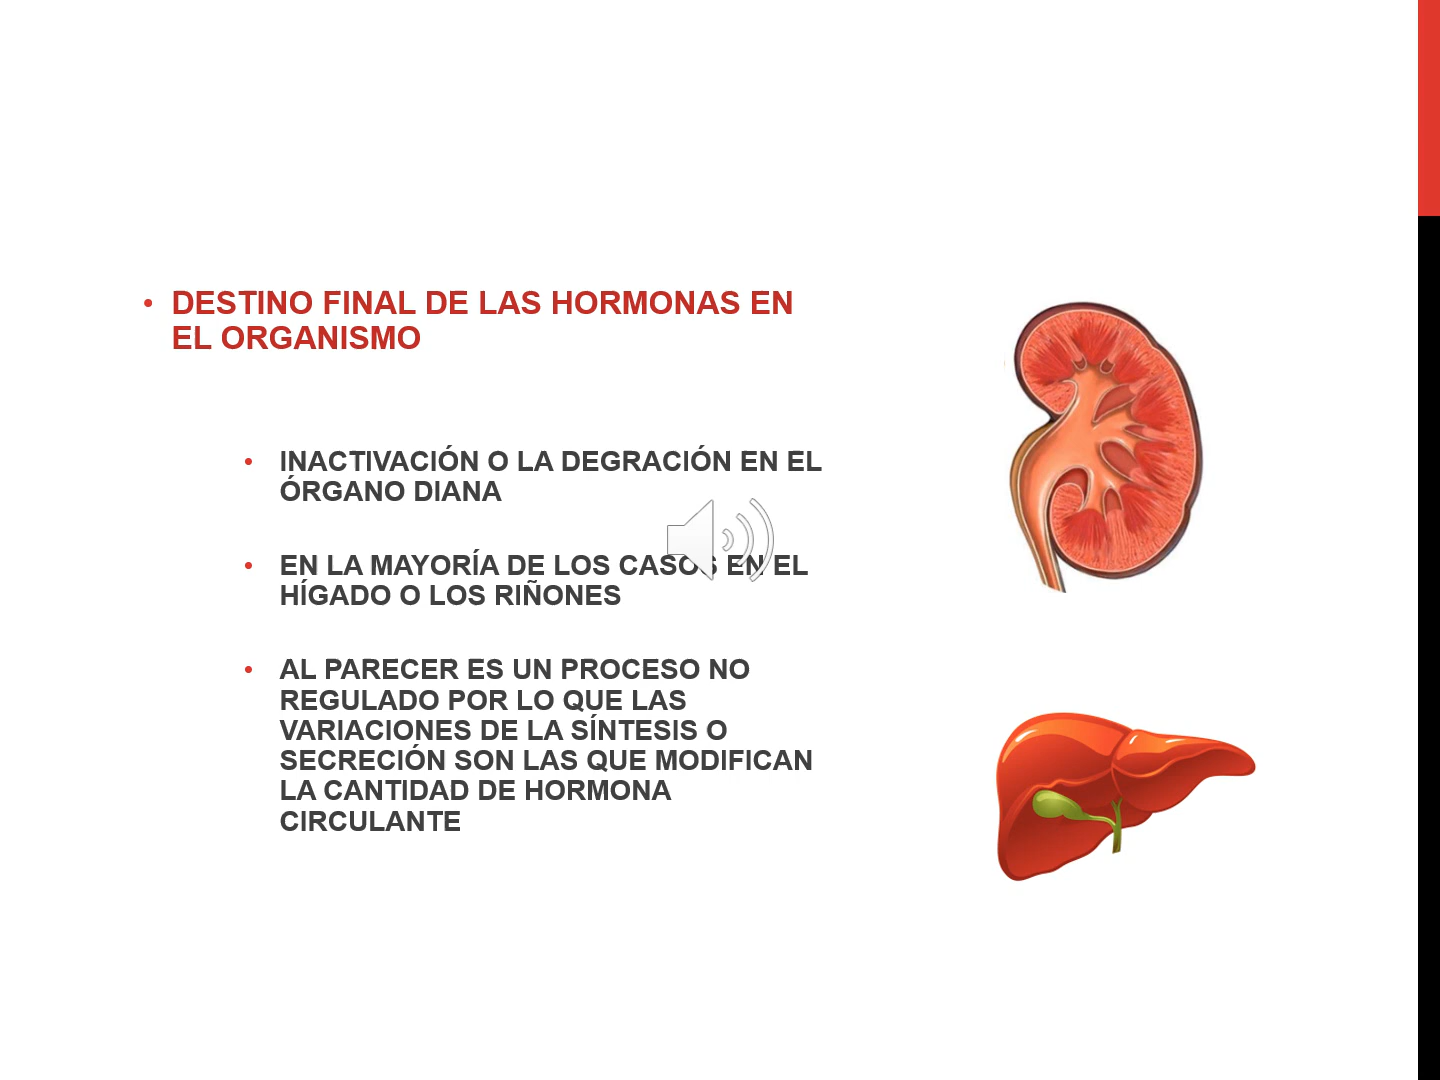 • DESTINO FINAL DE LAS HORMONAS EN
EL ORGANISMO
• INACTIVACIÓN O LA DEGRACIÓN EN EL
ÓRGANO DIANA
• EN LA MAYORÍA DE LOS CASOS EN EL
HÍGADO O LOS RIÑONES
• AL PARECER ES UN PROCESO NO
REGULADO POR LO QUE LAS
VARIACIONES DE LA SÍNTESIS O
SECRECIÓN SON LAS QUE MODIFICAN
LA CANTIDAD DE HORMONA
CIRCULANTE